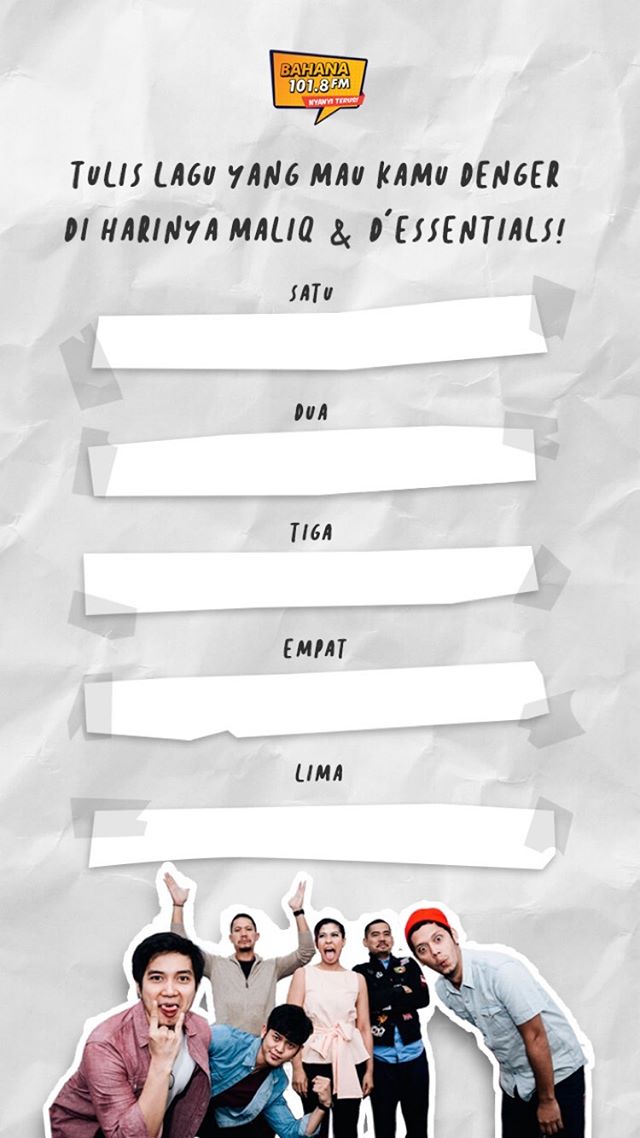 BAHANA
101.8 FM
NYANYI TERUS!
TULIS LAGU YANG MAU KAMU DENGER
DI HARINYA MALIQ & D'ESSENTIALS!
SATU
DUA
TIGA
EMPAT
LIMA